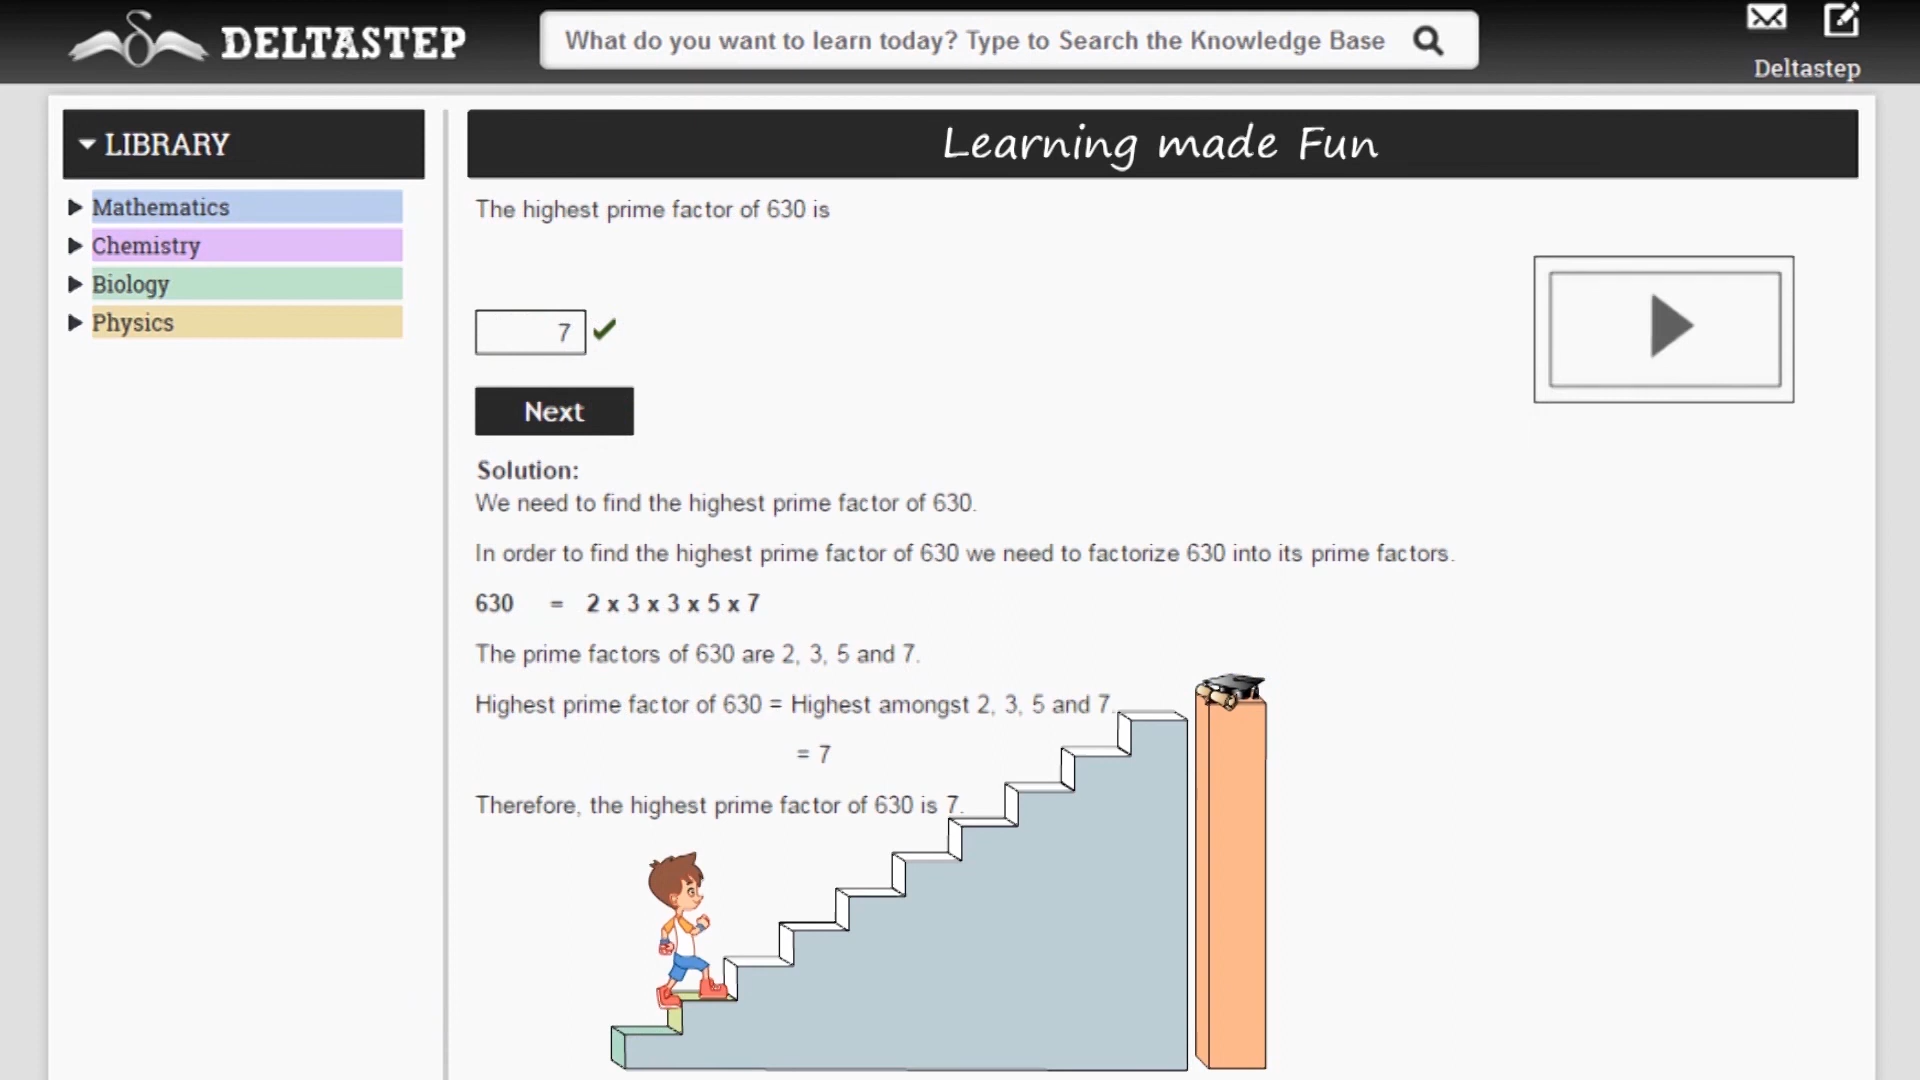 DELTASTEP
What do you want to learn today? Type to Search the Knowledge Base
Deltastep
LIBRARY
Mathematics
Chemistry
Biology
Physics
Learning made Fun
The highest prime factor of 630 is
7
Next
Solution:
We need to find the highest prime factor of 630.
In order to find the highest prime factor of 630 we need to factorize 630 into its prime factors.
630 = 2 x 3 x 3 x 5 x 7
The prime factors of 630 are 2, 3, 5 and 7.
Highest prime factor of 630 = Highest amongst 2, 3, 5 and 7.
= 7
Therefore, the highest prime factor of 630 is 7.